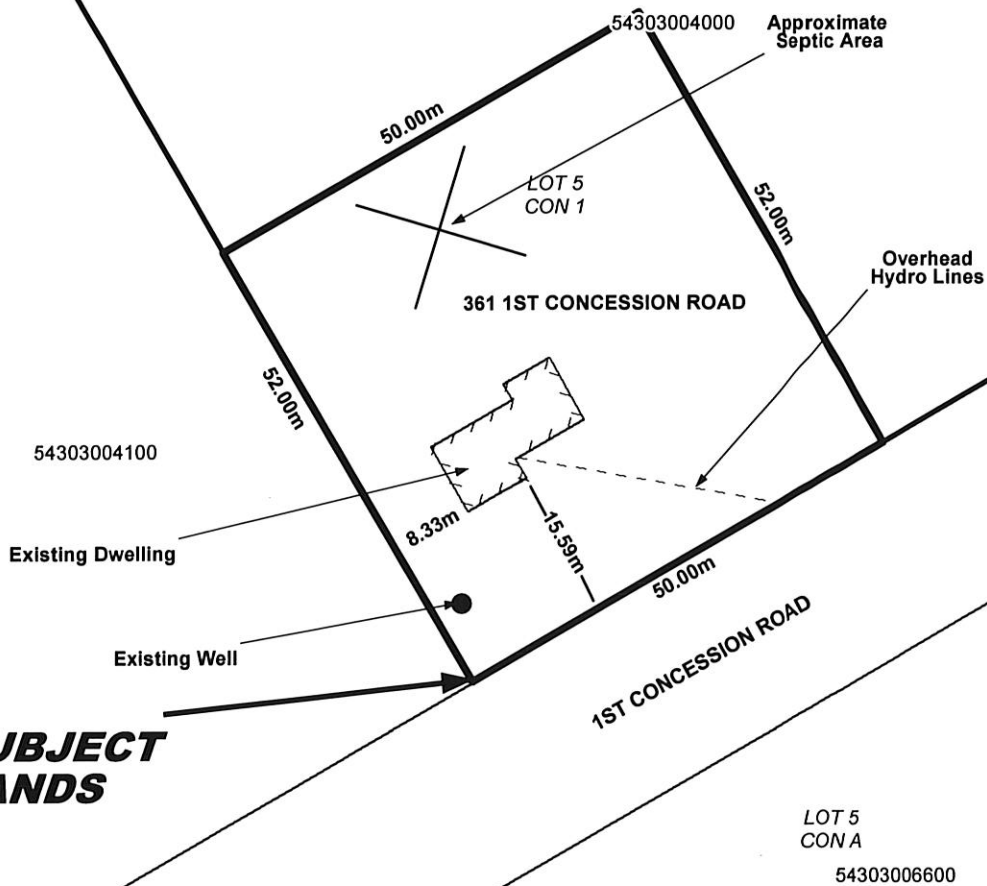 54303004000
Approximate
Septic Area
50.00m
LOT 5
CON 1
52.00m
Overhead
Hydro Lines
361 1ST CONCESSION ROAD
52.00m
54303004100
8.33m
15.59m
Existing Dwelling
50.00m
Existing Well
1ST CONCESSION ROAD
UBJECT
ANDS
LOT 5
CON A
54303006600